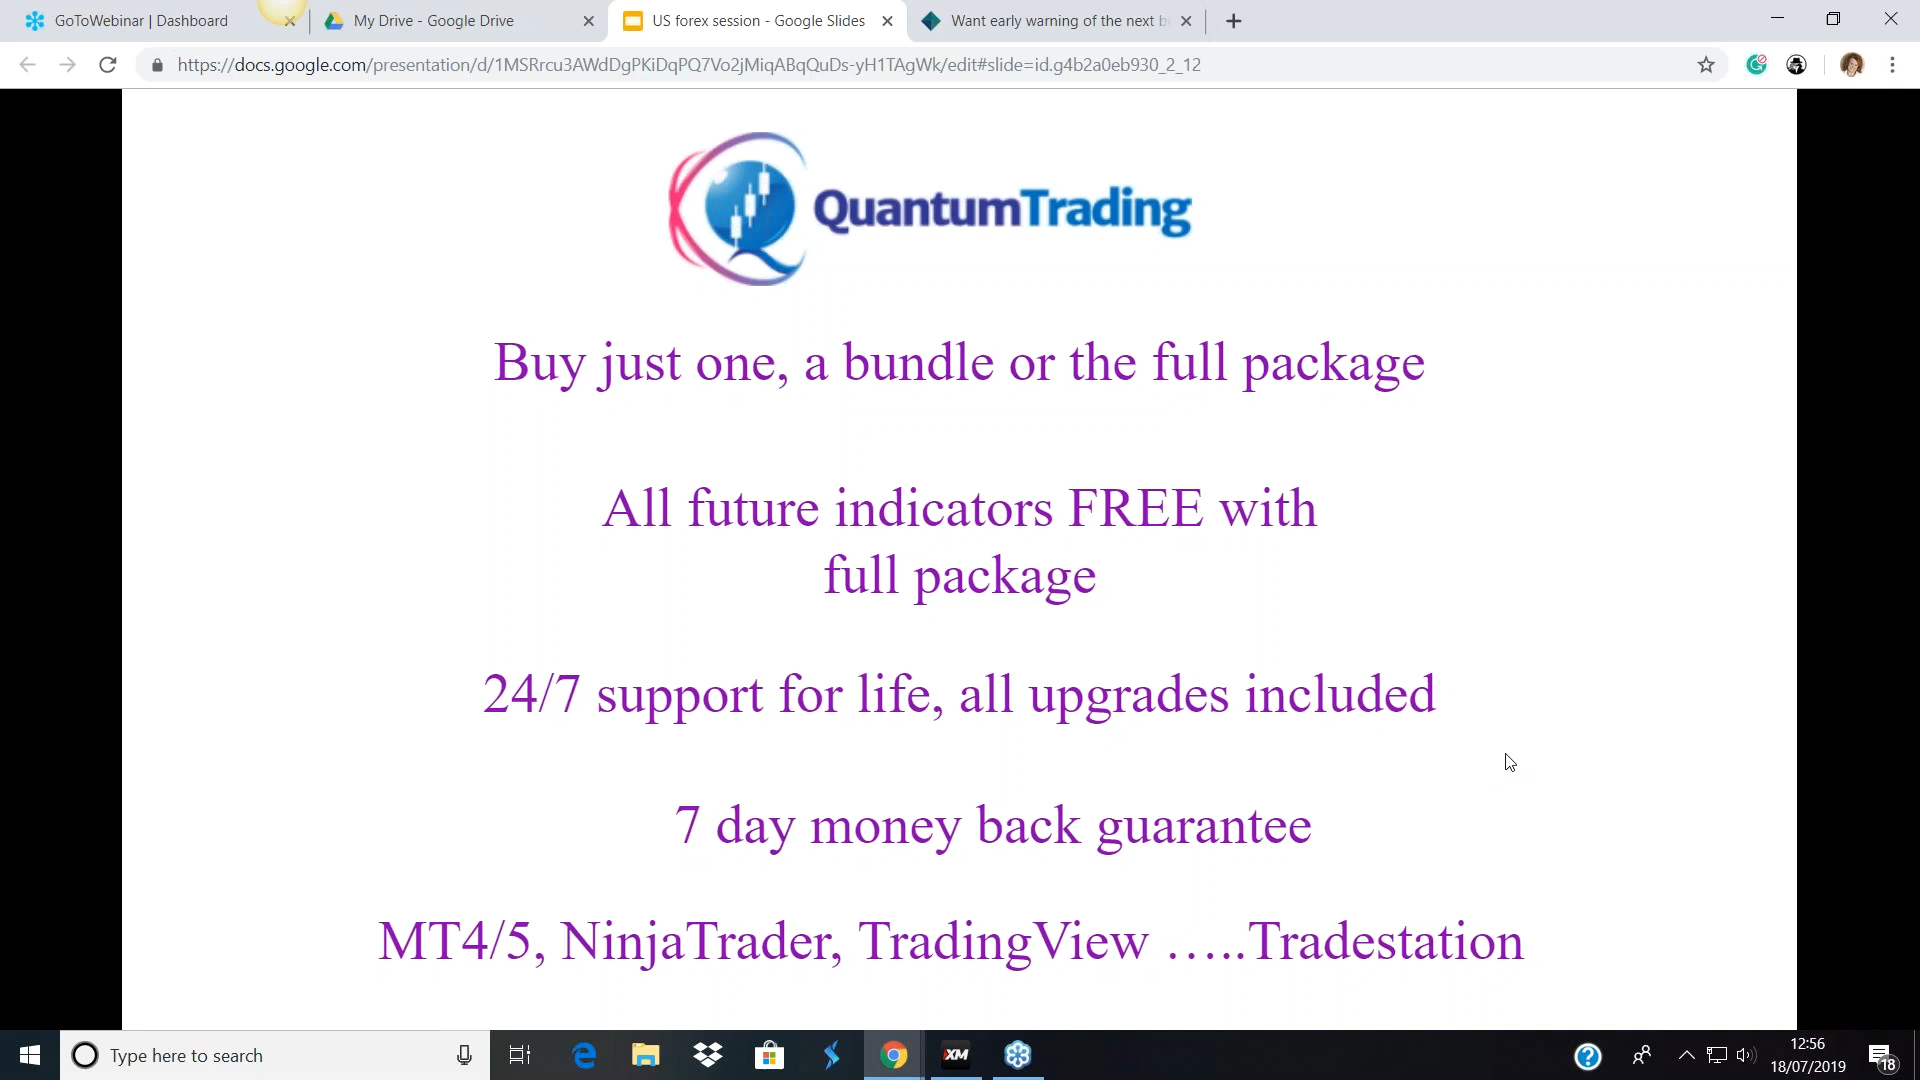 GoToWebinar | Dashboard
My Drive - Google Drive
US forex session - Google Slides
Want early warning of the next b
https://docs.google.com/presentation/d/1MSRrcu3AWdDgPKiDqPQ7Vo2jMiqABqQuDs-yH1TAgWk/edit#slide=id.g4b2a0eb930_2_12
QuantumTrading
Buy just one, a bundle or the full package
All future indicators FREE with
full package
24/7 support for life, all upgrades included
7 day money back guarantee
MT4/5, NinjaTrader, TradingView …..Tradestation
Type here to search
XM
12:56
18/07/2019
18